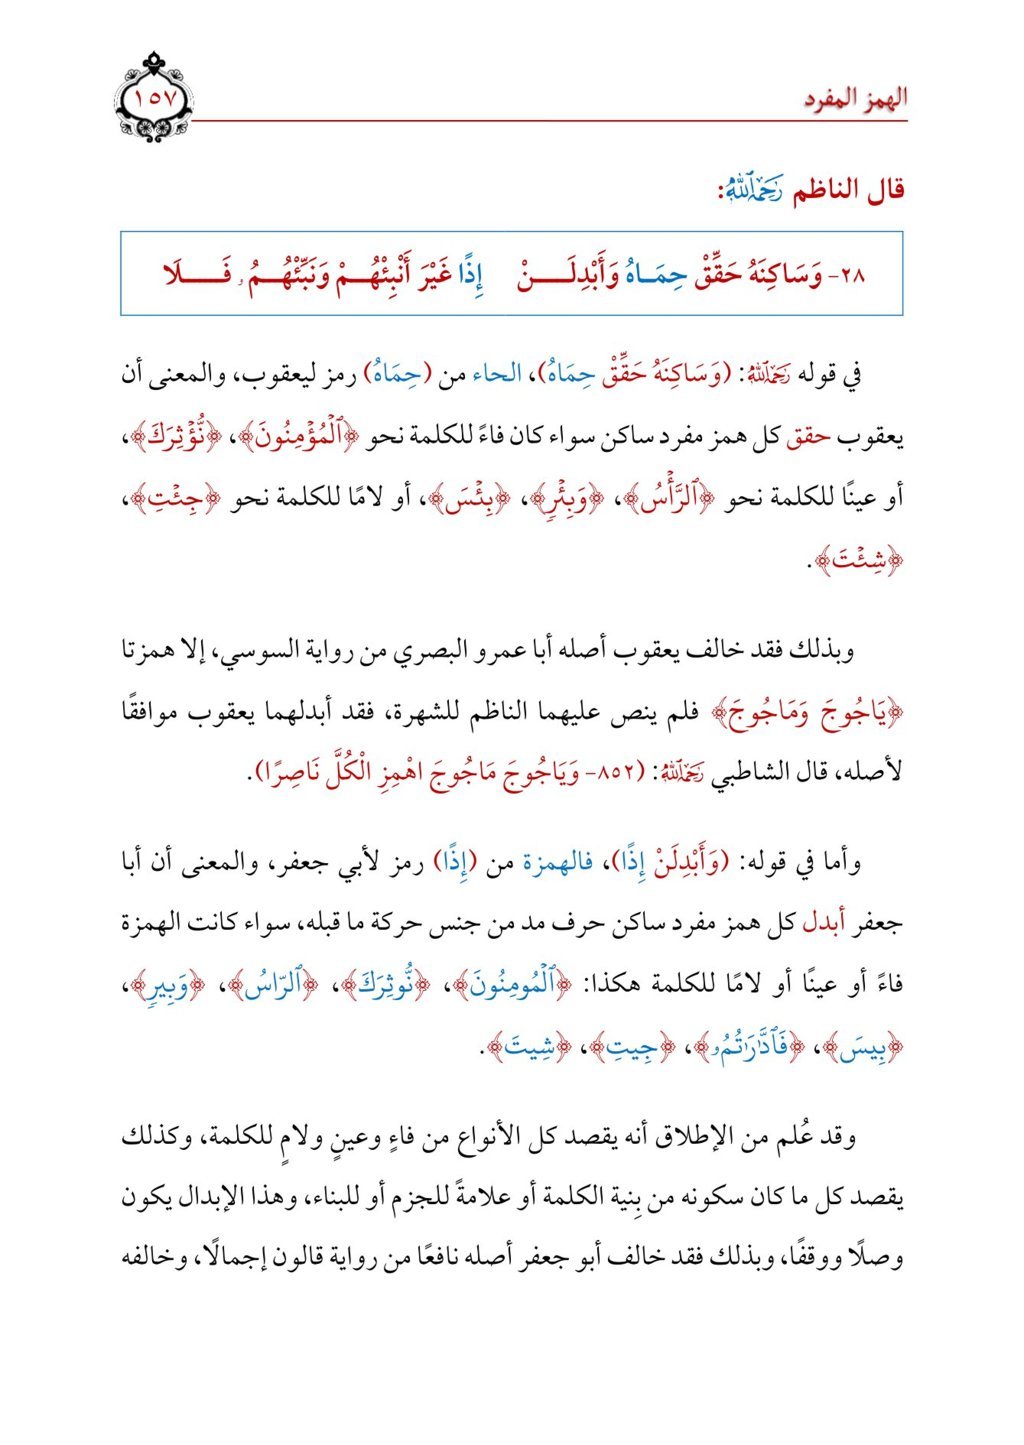 الهمز المفرد
١٥٧
قال الناظم رَحِمَهُ ٱللَّهُ:
٢٨- وَسَاكِنَهُ حَقِّقْ حِمَاهُ وَأَبْدِلَنْ إِذًا غَيْرَ أَنْبِئْهُمْ وَنَبِّئْهُمُۥ فَلَا
في قوله رَحِمَهُ ٱللَّهُ: (وَسَاكِنَهُ حَقِّقْ حِمَاهُ)، الحاء من (حِمَاهُ) رمز ليعقوب، والمعنى أن
يعقوب حقق كل همز مفرد ساكن سواء كان فاءً للكلمة نحو ﴿ٱلْمُؤْمِنُونَ﴾، ﴿نُّؤْثِرَكَ﴾،
أو عينًا للكلمة نحو ﴿ٱلرَّأْسُ﴾، ﴿وَبِئْرٖ﴾، ﴿بِئْسَ﴾، أو لامًا للكلمة نحو ﴿جِئْتِ﴾،
﴿شِئْتَ﴾.
وبذلك فقد خالف يعقوب أصله أبا عمرو البصري من رواية السوسي، إلا همزتا
﴿يَاجُوجَ وَمَاجُوجَ﴾ فلم ينص عليهما الناظم للشهرة، فقد أبدلهما يعقوب موافقًا
لأصله، قال الشاطبي رَحِمَهُ ٱللَّهُ: (٨٥٢- وَيَاجُوجَ مَاجُوجَ اهْمِزِ الْكُلَّ نَاصِرًا).
وأما في قوله: (وَأَبْدِلَنْ إِذًا)، فالهمزة من (إِذًا) رمز لأبي جعفر، والمعنى أن أبا
جعفر أبدل كل همز مفرد ساكن حرف مد من جنس حركة ما قبله، سواء كانت الهمزة
فاءً أو عينًا أو لامًا للكلمة هكذا: ﴿ٱلْمُومِنُونَ﴾، ﴿نُّوثِرَكَ﴾، ﴿ٱلرَّاسُ﴾، ﴿وَبِيرٖ﴾،
﴿بِيسَ﴾، ﴿فَٱدَّٰرَٰتُمُۥ﴾، ﴿جِيتِ﴾، ﴿شِيتَ﴾.
وقد عُلم من الإطلاق أنه يقصد كل الأنواع من فاءٍ وعينٍ ولامٍ للكلمة، وكذلك
يقصد كل ما كان سكونه من بِنية الكلمة أو علامةً للجزم أو للبناء، وهذا الإبدال يكون
وصلًا ووقفًا، وبذلك فقد خالف أبو جعفر أصله نافعًا من رواية قالون إجمالًا، وخالفه